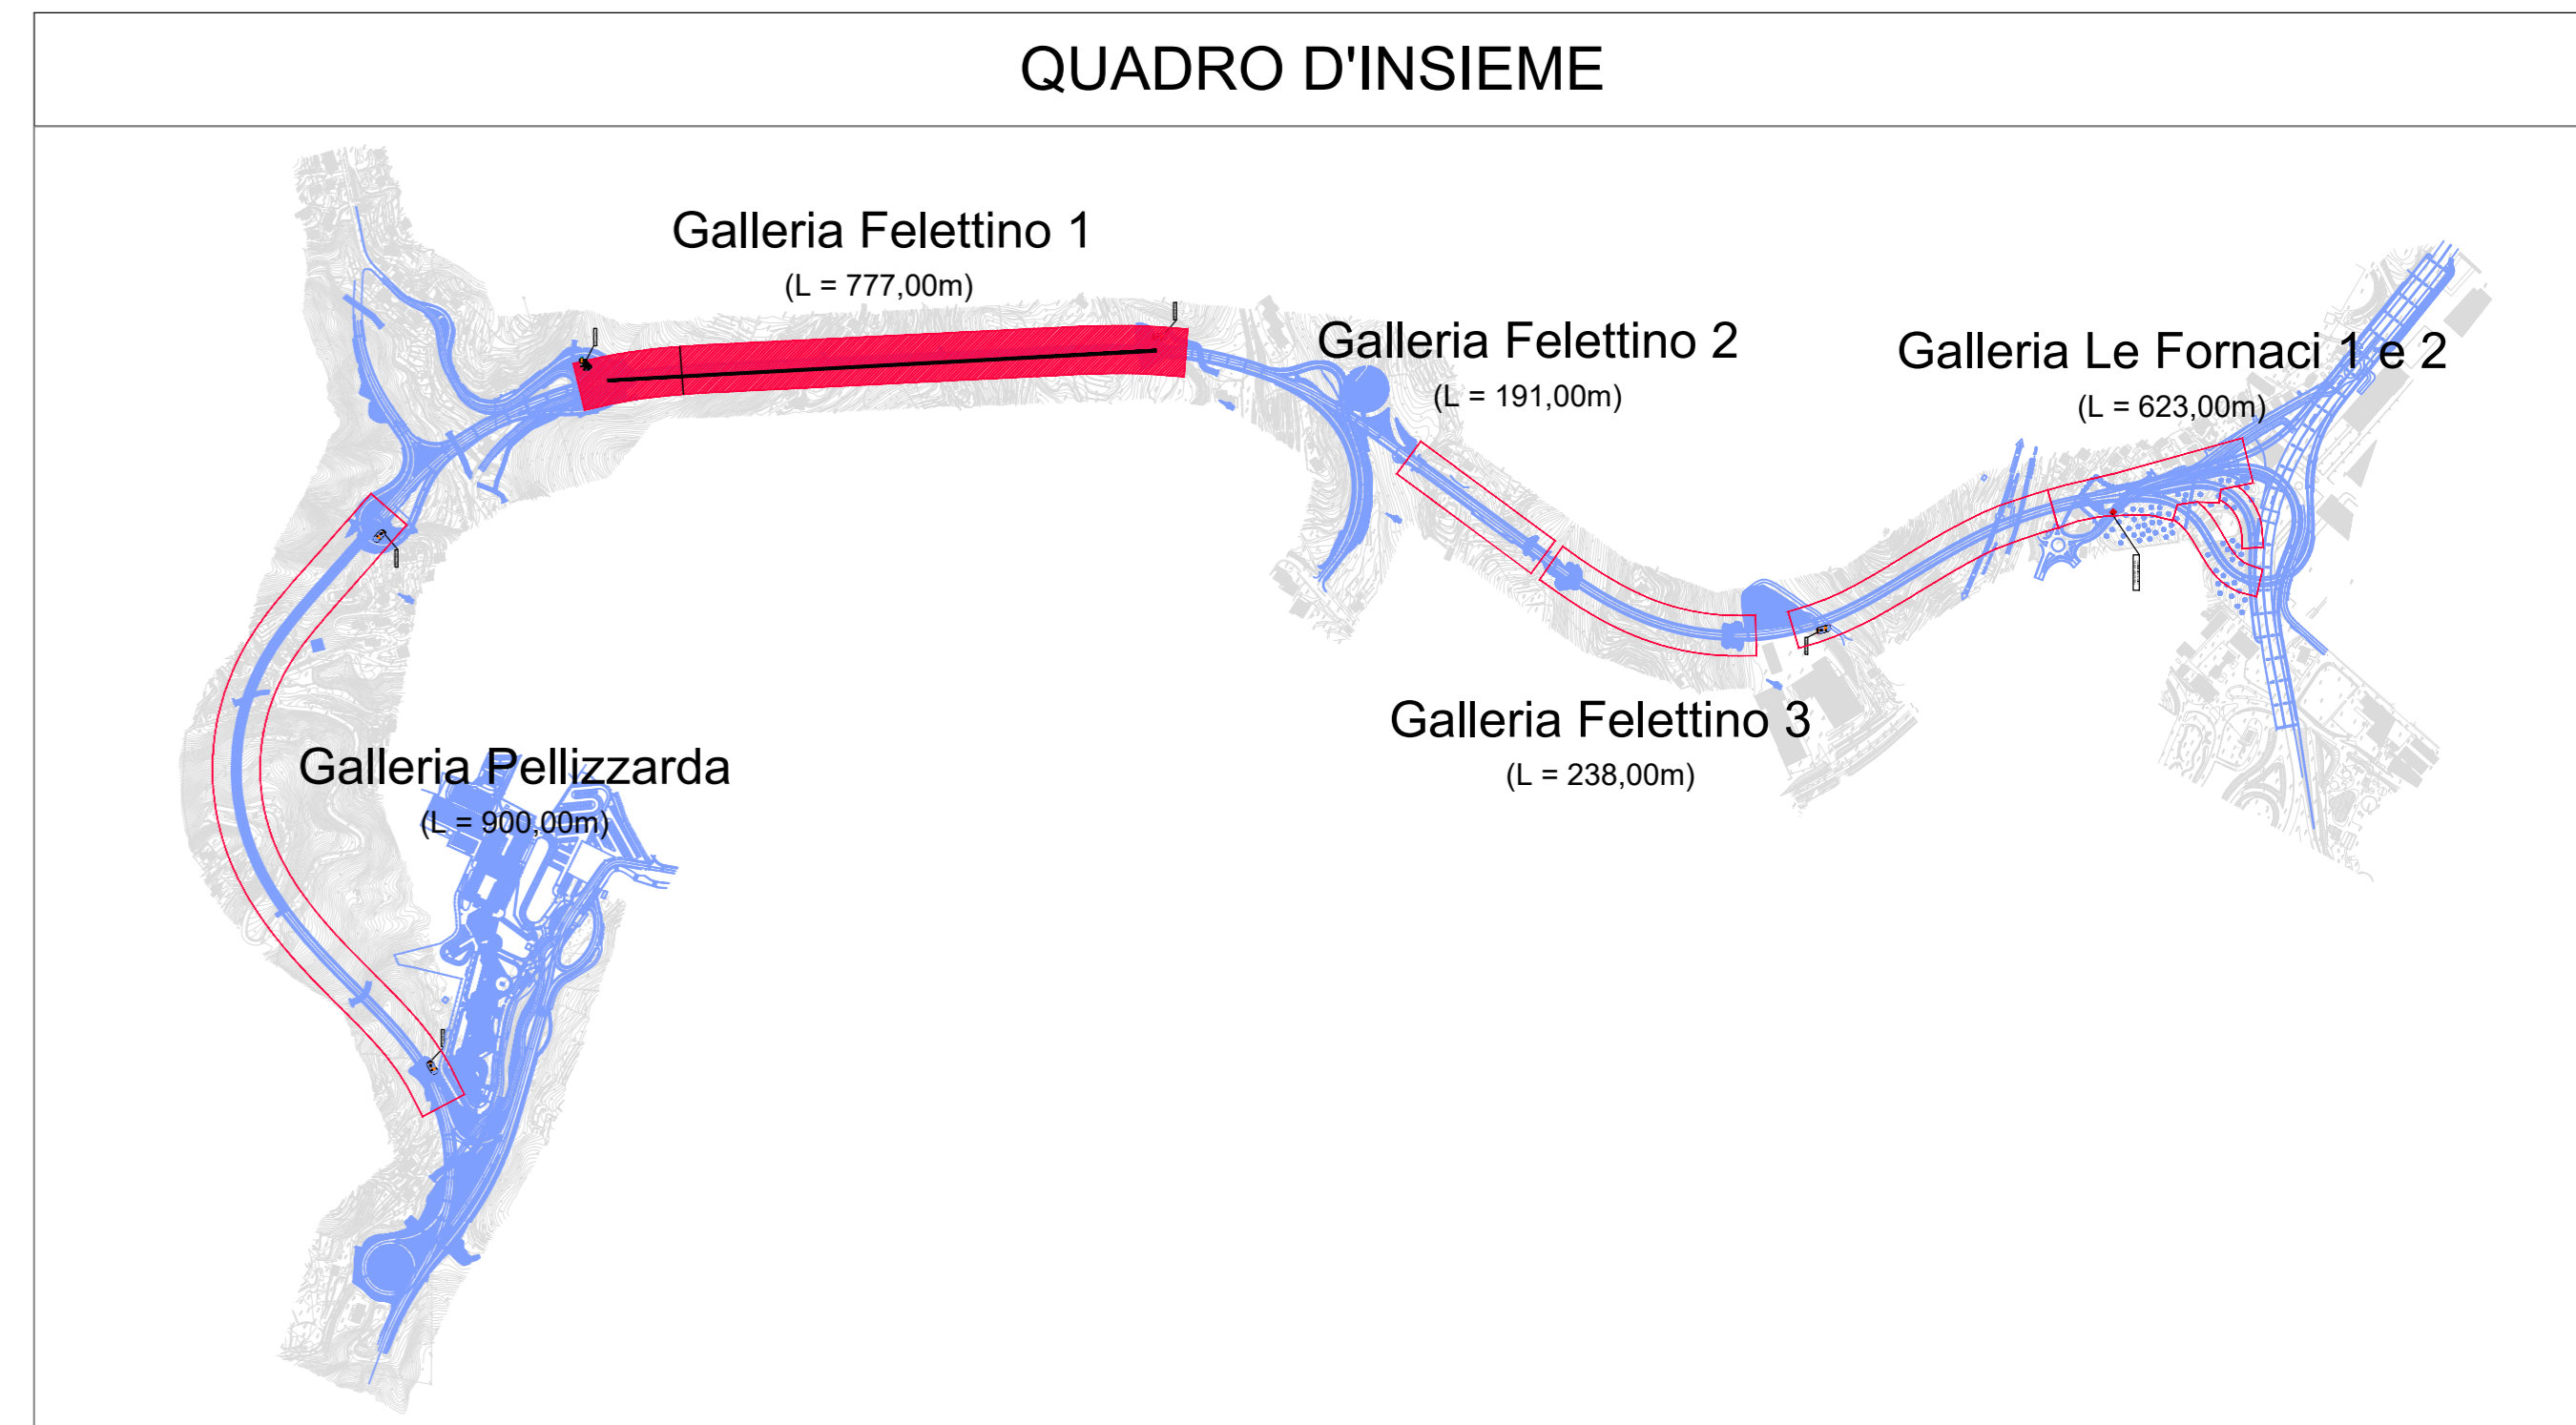 QUADRO D'INSIEME
Galleria Felettino 1
(L = 777,00m)
Galleria Felettino 2
(L = 191,00m)
Galleria Le Fornaci 1 e 2
(L = 623,00m)
Galleria Felettino 3
(L = 238,00m)
Galleria Pellizzarda
(L = 900,00m)